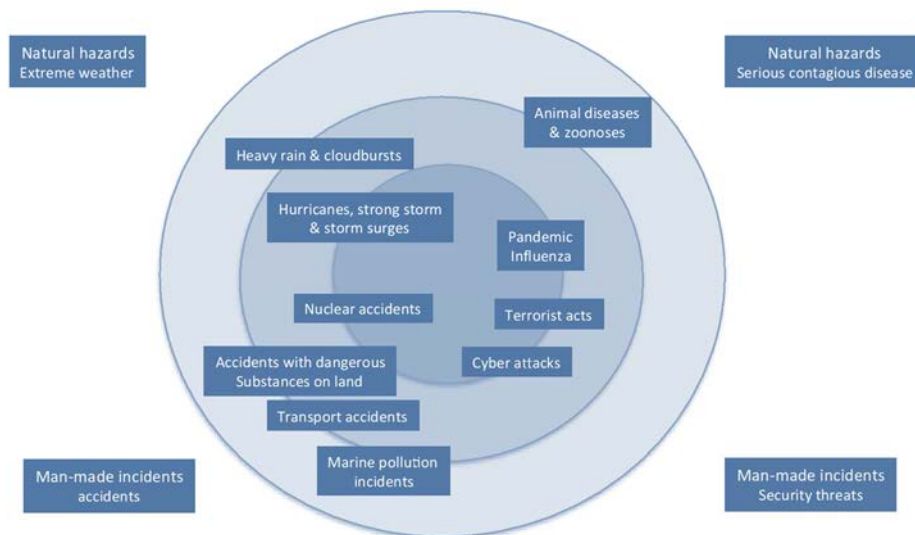 Natural hazards
Extreme weather
Natural hazards
Serious contagious disease
Animal diseases
& zoonoses
Heavy rain & cloudbursts
Hurricanes, strong storm
& storm surges
Pandemic
Influenza
Nuclear accidents
Terrorist acts
Accidents with dangerous
Substances on land
Cyber attacks
Transport accidents
Marine pollution
incidents
Man-made incidents
accidents
Man-made incidents
Security threats